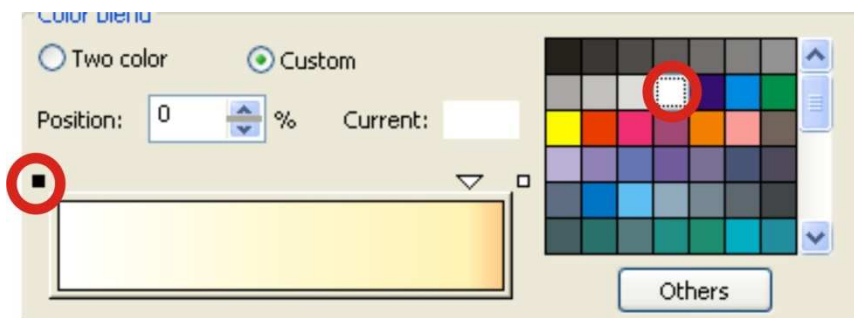 Color blend
Two color
Custom
Position: 0 % Current:
Others